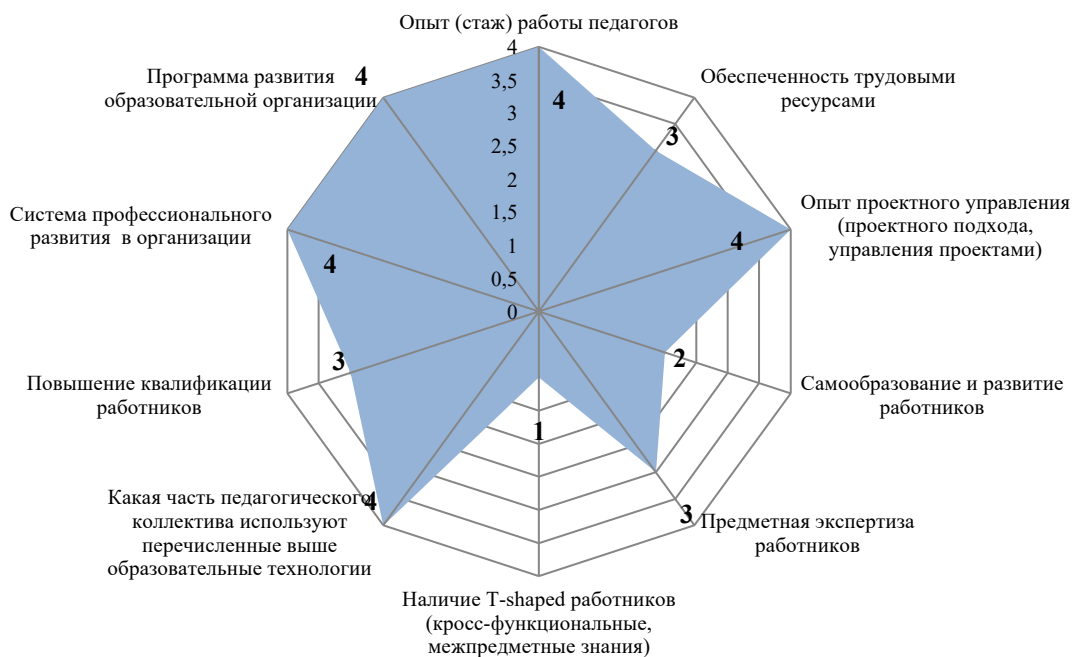 Опыт (стаж) работы педагогов
4
3,5
3
2,5
2
1,5
1
0,5
0
4
Обеспеченность трудовыми
ресурсами
3
Опыт проектного управления
(проектного подхода,
управления проектами)
4
Самообразование и развитие
работников
2
Предметная экспертиза
работников
3
Наличие T-shaped работников
(кросс-функциональные,
межпредметные знания)
1
Какая часть педагогического
коллектива используют
перечисленные выше
образовательные технологии
4
Повышение квалификации
работников
3
Система профессионального
развития в организации
4
Программа развития
образовательной организации
4